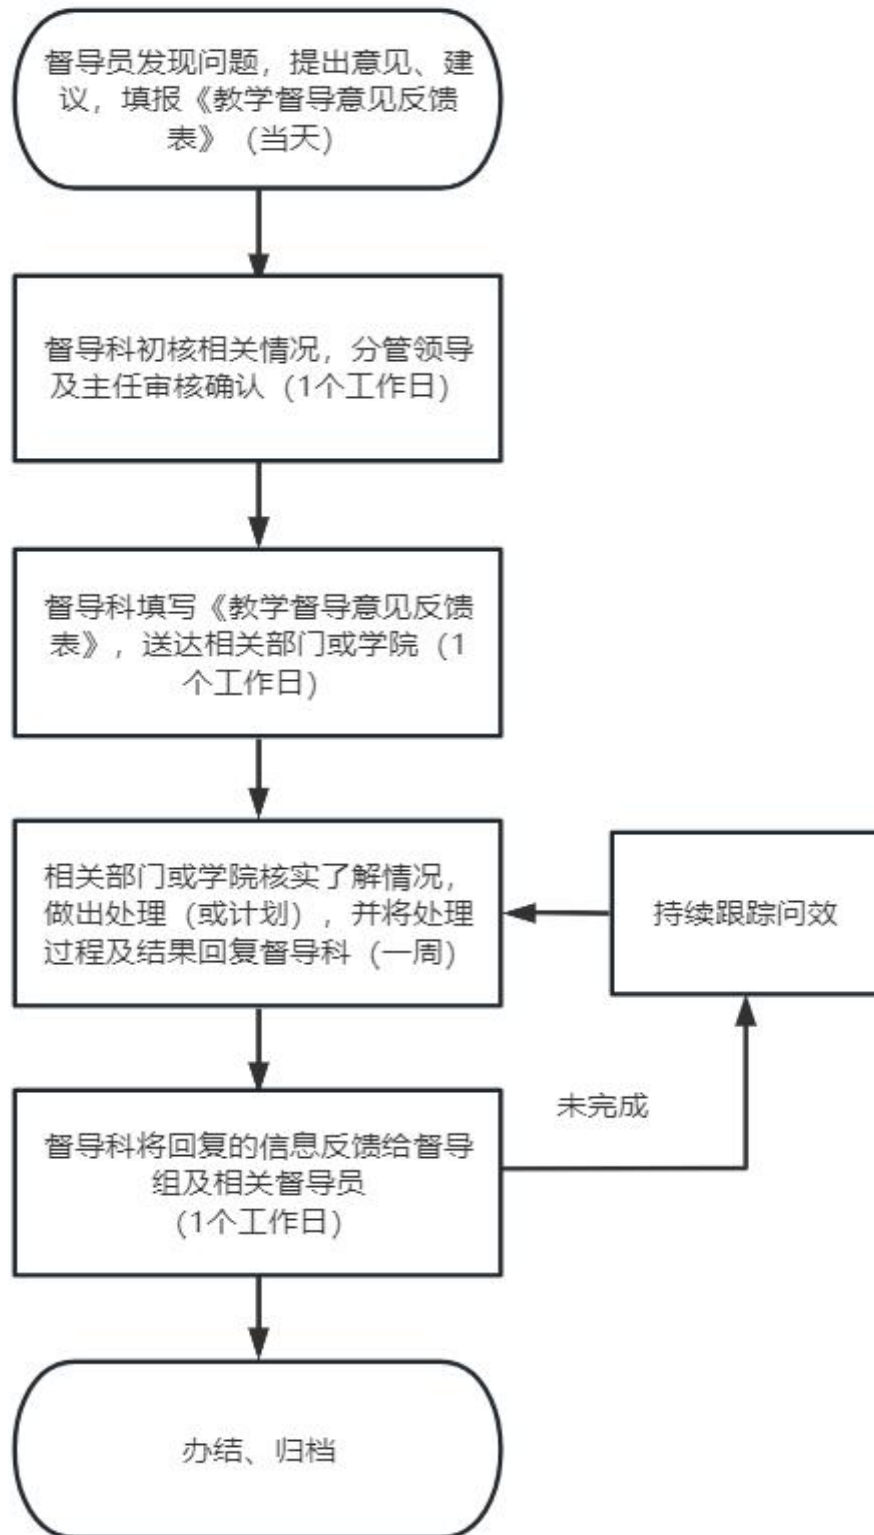 督导员发现问题，提出意见、建
议，填报《教学督导意见反馈
表》（当天）
督导科初核相关情况，分管领导
及主任审核确认（1个工作日）
督导科填写《教学督导意见反馈
表》，送达相关部门或学院（1
个工作日）
相关部门或学院核实了解情况，
做出处理（或计划），并将处理
过程及结果回复督导科（一周）
持续跟踪问效
未完成
督导科将回复的信息反馈给督导
组及相关督导员
（1个工作日）
办结、归档